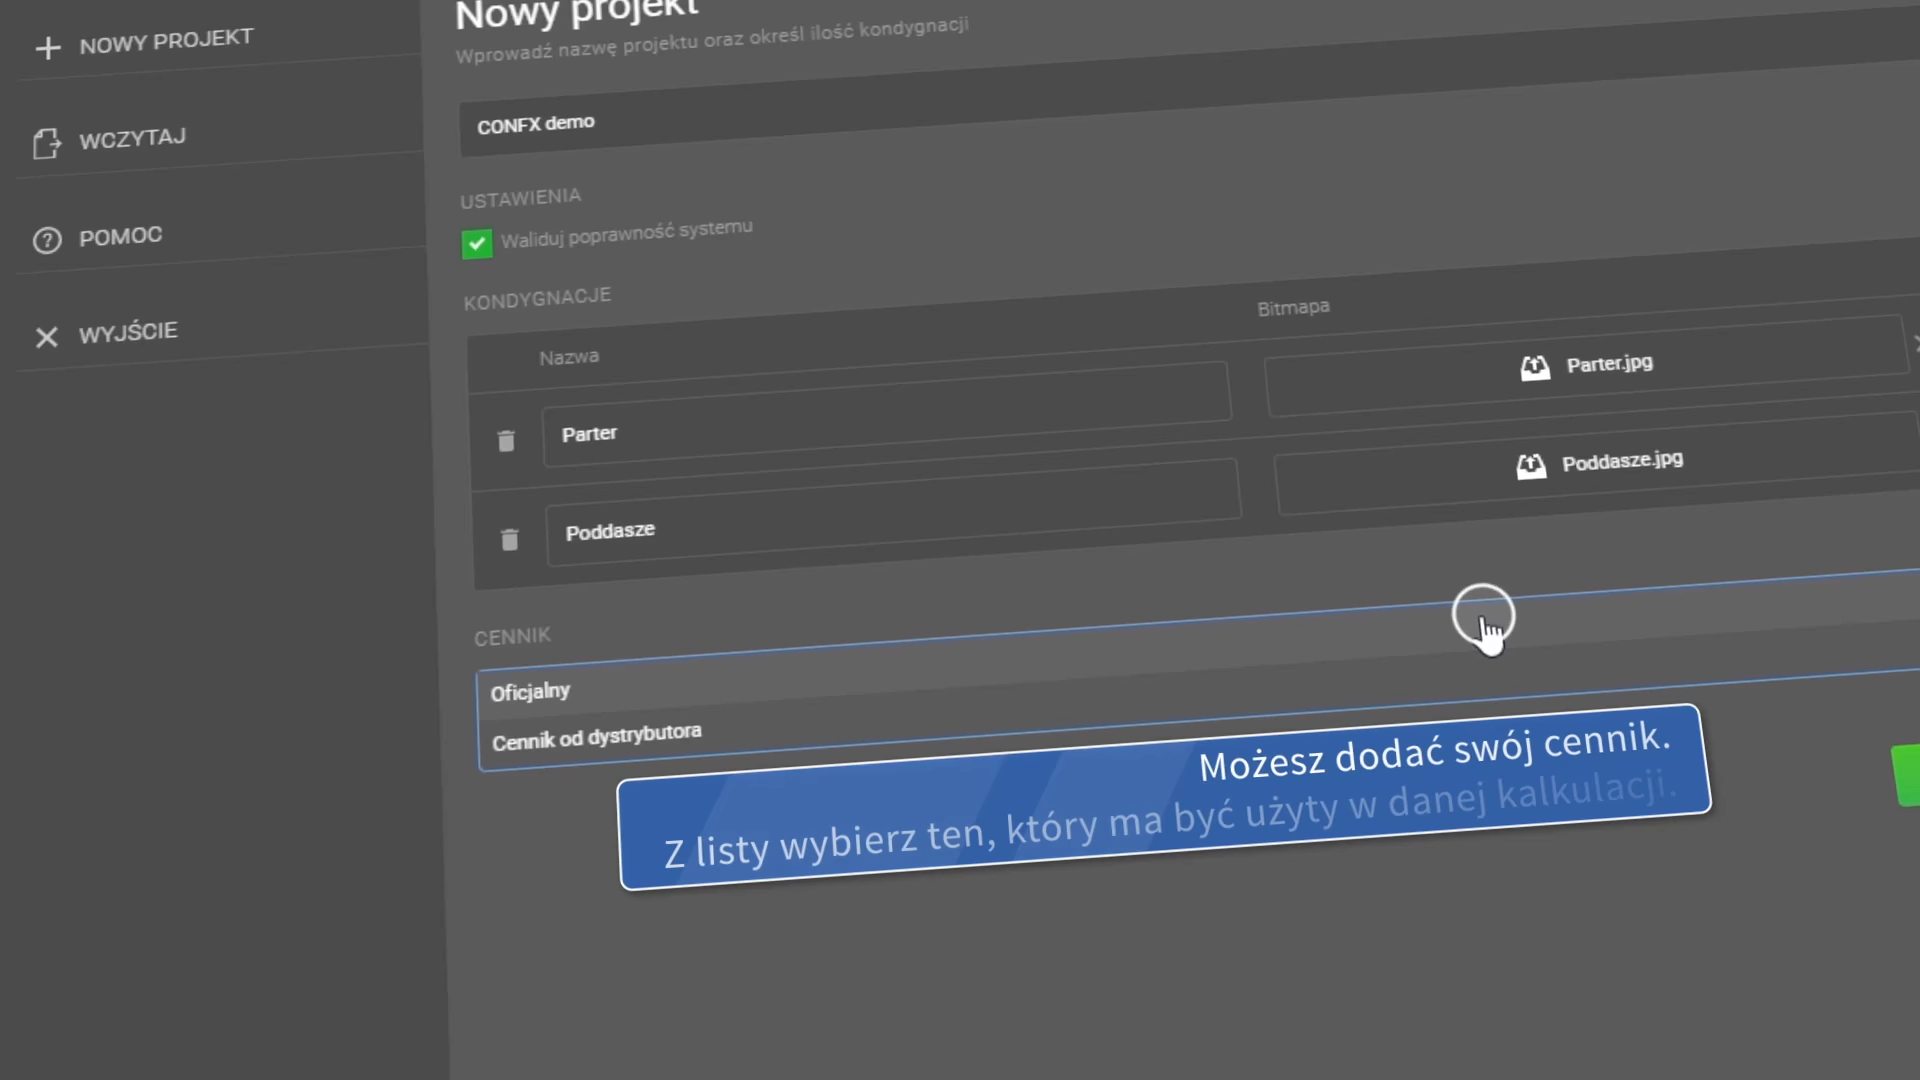 NOWY PROJEKT
WCZYTAJ
POMOC
WYJŚCIE
Nowy projekt
Wprowadź nazwę projektu oraz określ ilość kondygnacji
CONFX demo
USTAWIENIA
Waliduj poprawność systemu
KONDYGNACJE
Nazwa Bitmapa
Parter Parter.jpg
Poddasze Poddasze.jpg
CENNIK
Oficjalny
Cennik od dystrybutora
Możesz dodać swój cennik.
Z listy wybierz ten, który ma być użyty w danej kalkulacji.